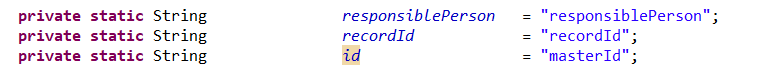 private static String responsiblePerson = "responsiblePerson";
private static String recordId = "recordId";
private static String id = "masterId";